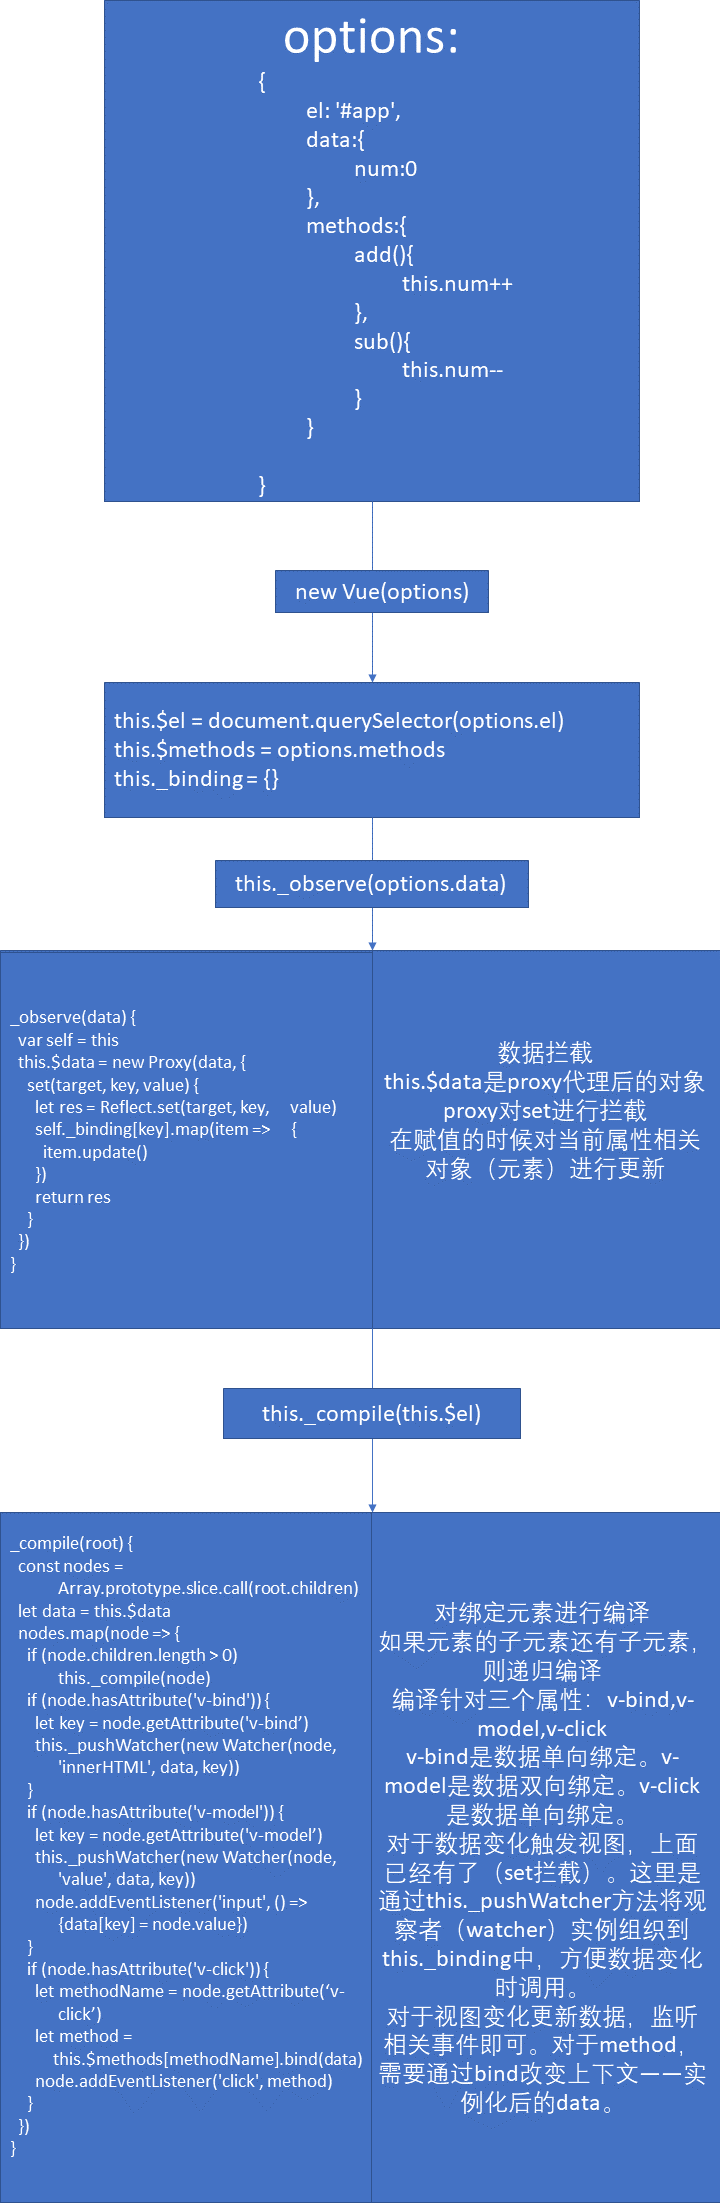 options:
{
el: '#app',
data:{
num:0
},
methods:{
add(){
this.num++
},
sub(){
this.num--
}
}
}
new Vue(options)
this.$el = document.querySelector(options.el)
this.$methods = options.methods
this._binding = {}
this._observe(options.data)
_observe(data) {
var self = this
this.$data = new Proxy(data, {
set(target, key, value) {
let res = Reflect.set(target, key, value)
self._binding[key].map(item => {
item.update()
})
return res
}
})
}
数据拦截
this.$data是proxy代理后的对象
proxy对set进行拦截
在赋值的时候对当前属性相关
对象（元素）进行更新
this._compile(this.$el)
_compile(root) {
const nodes =
Array.prototype.slice.call(root.children)
let data = this.$data
nodes.map(node => {
if (node.children.length > 0)
this._compile(node)
if (node.hasAttribute('v-bind')) {
let key = node.getAttribute('v-bind’)
this._pushWatcher(new Watcher(node,
'innerHTML', data, key))
}
if (node.hasAttribute('v-model')) {
let key = node.getAttribute('v-model’)
this._pushWatcher(new Watcher(node,
'value', data, key))
node.addEventListener('input', () =>
{data[key] = node.value})
}
if (node.hasAttribute('v-click')) {
let methodName = node.getAttribute(‘v-
click’)
let method =
this.$methods[methodName].bind(data)
node.addEventListener('click', method)
}
})
}
对绑定元素进行编译
如果元素的子元素还有子元素，
则递归编译
编译针对三个属性：v-bind,v-
model,v-click
v-bind是数据单向绑定。v-
model是数据双向绑定。v-click
是数据单向绑定。
对于数据变化触发视图，上面
已经有了（set拦截）。这里是
通过this._pushWatcher方法将观
察者（watcher）实例组织到
this._binding中，方便数据变化
时调用。
对于视图变化更新数据，监听
相关事件即可。对于method，
需要通过bind改变上下文——实
例化后的data。